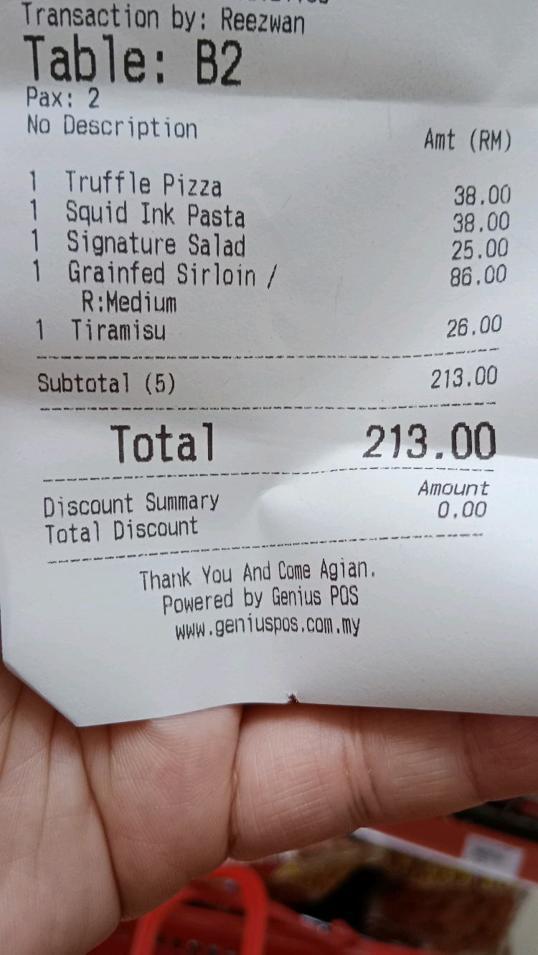 Transaction by: Reezwan
Table: B2
Pax: 2
No Description Amt (RM)
1 Truffle Pizza 38.00
1 Squid Ink Pasta 38.00
1 Signature Salad 25.00
1 Grainfed Sirloin / 86.00
R:Medium
1 Tiramisu 26.00
Subtotal (5) 213.00
Total 213.00
Discount Summary Amount
Total Discount 0.00
Thank You And Come Agian.
Powered by Genius POS
www.geniuspos.com.my